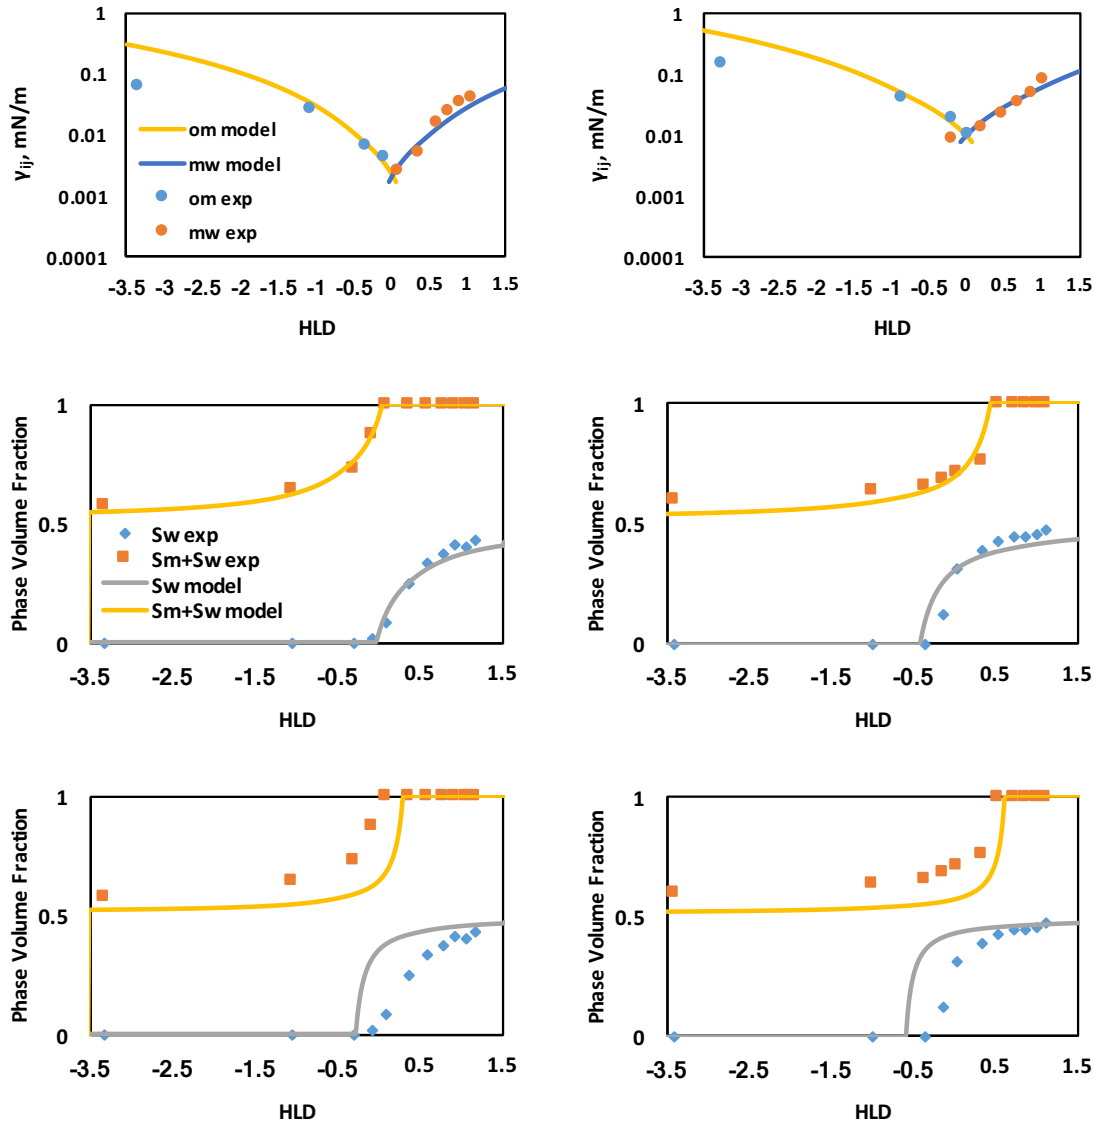 1
0.1
0.01
0.001
0.0001
γij, mN/m
om model
mw model
om exp
mw exp
-3.5 -3 -2.5 -2 -1.5 -1 -0.5 0 0.5 1 1.5
HLD
1
0.1
0.01
0.001
0.0001
γij, mN/m
-3.5 -3 -2.5 -2 -1.5 -1 -0.5 0 0.5 1 1.5
HLD
1
0.5
0
Phase Volume Fraction
Sw exp
Sm+Sw exp
Sw model
Sm+Sw model
-3.5 -2.5 -1.5 -0.5 0.5 1.5
HLD
1
0.5
0
Phase Volume Fraction
-3.5 -2.5 -1.5 -0.5 0.5 1.5
HLD
1
0.5
0
Phase Volume Fraction
-3.5 -2.5 -1.5 -0.5 0.5 1.5
HLD
1
0.5
0
Phase Volume Fraction
-3.5 -2.5 -1.5 -0.5 0.5 1.5
HLD